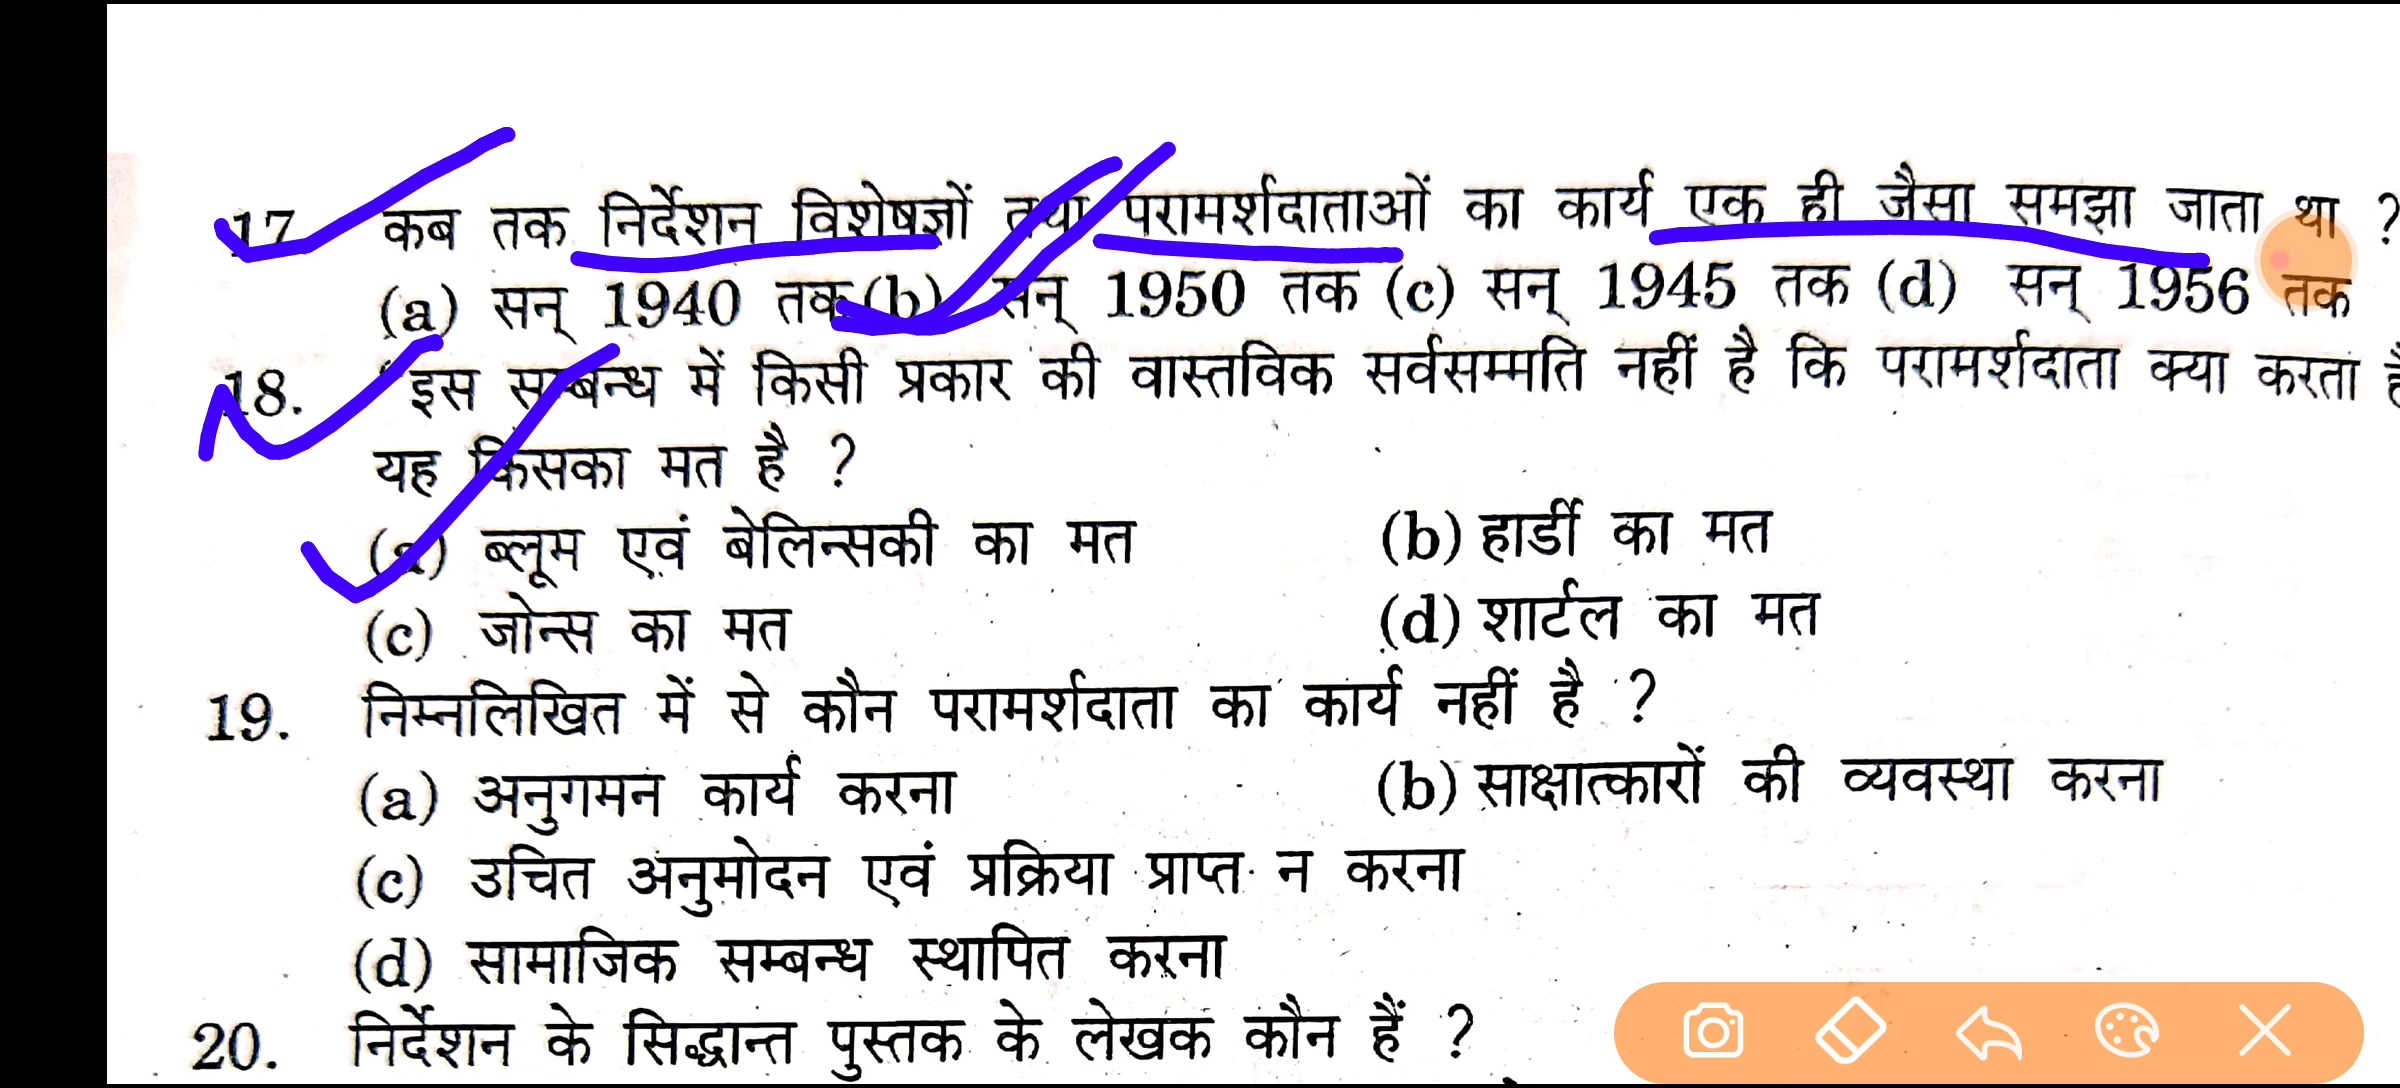 17. कब तक निर्देशन विशेषज्ञों तथा परामर्शदाताओं का कार्य एक ही जैसा समझा जाता था ?
(a) सन् 1940 तक (b) सन् 1950 तक (c) सन् 1945 तक (d) सन् 1956 तक
18. 'इस सम्बन्ध में किसी प्रकार की वास्तविक सर्वसम्मति नहीं है कि परामर्शदाता क्या करता है
यह किसका मत है ?
(a) ब्लूम एवं बेलिन्सकी का मत (b) हार्डी का मत
(c) जोन्स का मत (d) शार्टल का मत
19. निम्नलिखित में से कौन परामर्शदाता का कार्य नहीं है ?
(a) अनुगमन कार्य करना (b) साक्षात्कारों की व्यवस्था करना
(c) उचित अनुमोदन एवं प्रक्रिया प्राप्त न करना
(d) सामाजिक सम्बन्ध स्थापित करना
20. निर्देशन के सिद्धान्त पुस्तक के लेखक कौन हैं ?